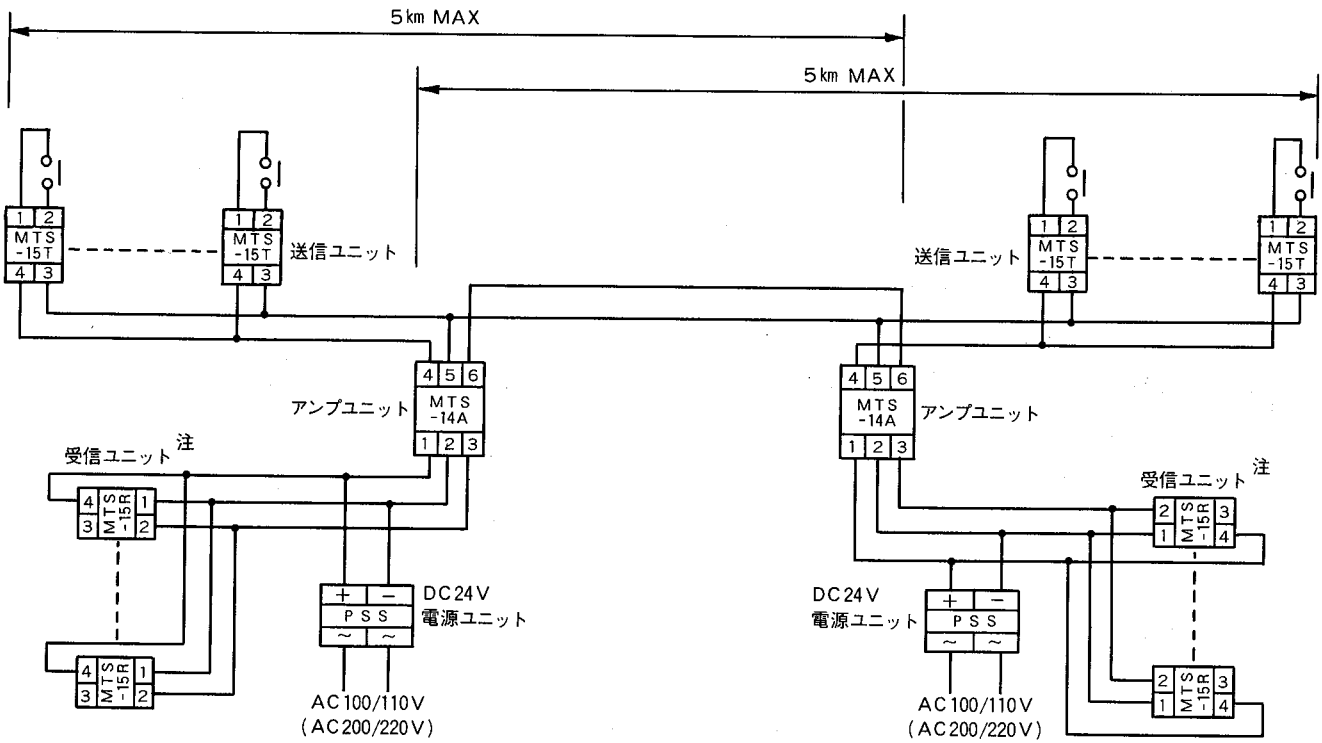 5km MAX
5km MAX
1 2
MTS
-15T
4 3
1 2
MTS
-15T
4 3
送信ユニット
送信ユニット
1 2
MTS
-15T
4 3
1 2
MTS
-15T
4 3
4 5 6
MTS
-14A
1 2 3
アンプユニット
4 5 6
MTS
-14A
1 2 3
アンプユニット
受信ユニット注
4 1
MTS
-15R
3 2
4 1
MTS
-15R
3 2
+ −
PSS
~ ~
DC24V
電源ユニット
AC100/110V
(AC200/220V)
DC24V
電源ユニット
+ −
PSS
~ ~
AC100/110V
(AC200/220V)
受信ユニット注
2 3
MTS
-15R
1 4
2 3
MTS
-15R
1 4